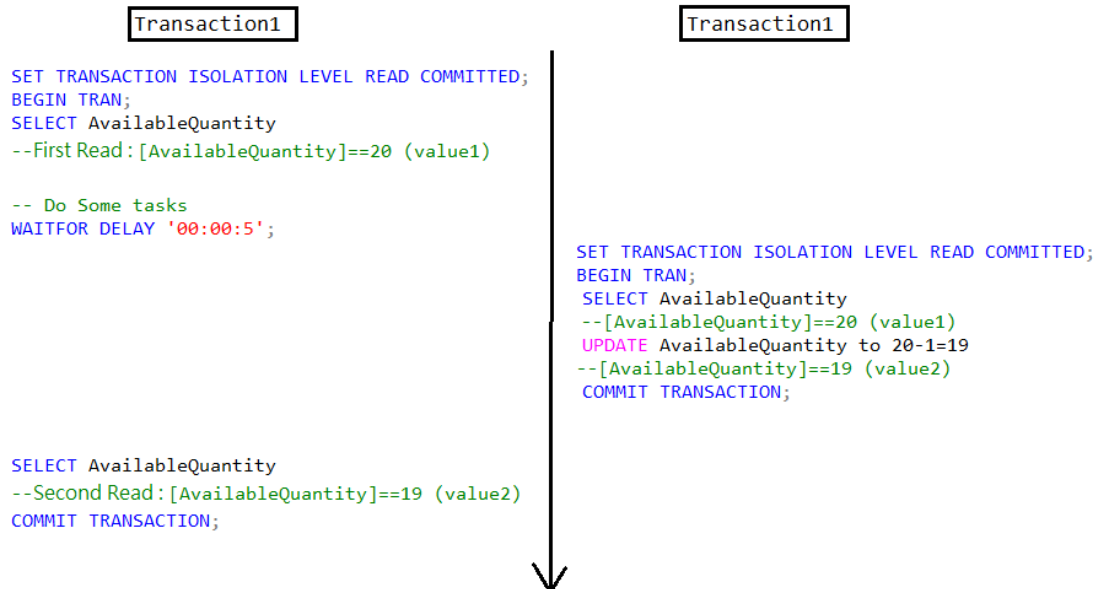 Transaction1
SET TRANSACTION ISOLATION LEVEL READ COMMITTED;
BEGIN TRAN;
SELECT AvailableQuantity
--First Read : [AvailableQuantity]==20 (value1)
-- Do Some tasks
WAITFOR DELAY '00:00:5';
SELECT AvailableQuantity
--Second Read : [AvailableQuantity]==19 (value2)
COMMIT TRANSACTION;
Transaction1
SET TRANSACTION ISOLATION LEVEL READ COMMITTED;
BEGIN TRAN;
SELECT AvailableQuantity
--[AvailableQuantity]==20 (value1)
UPDATE AvailableQuantity to 20-1=19
--[AvailableQuantity]==19 (value2)
COMMIT TRANSACTION;